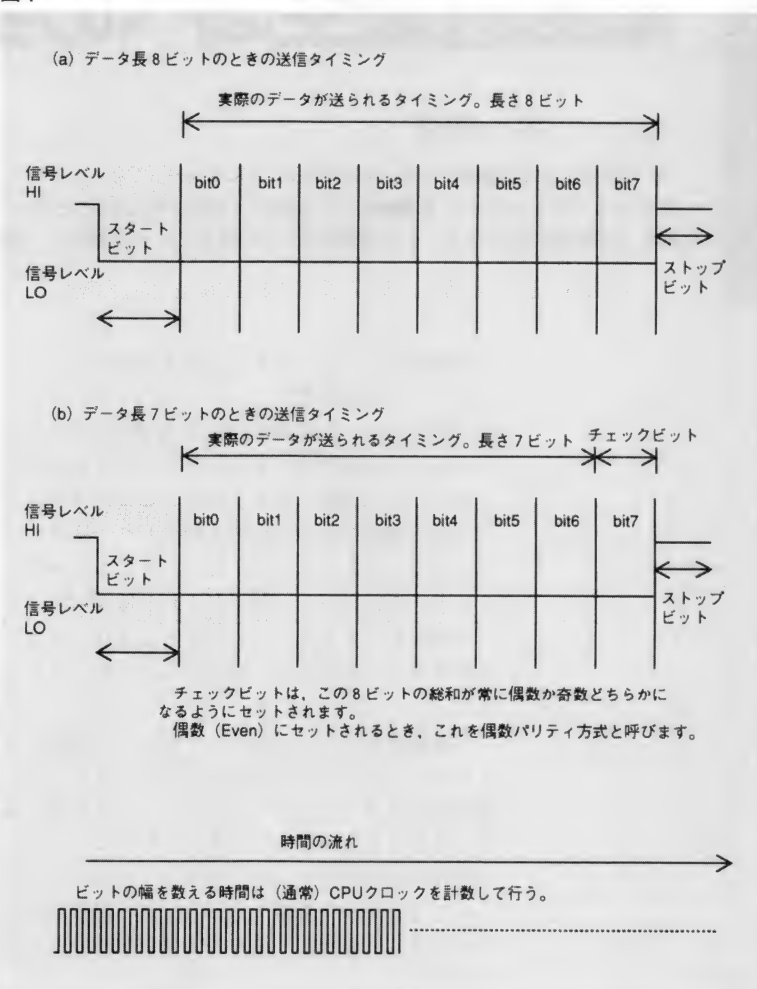 (a) データ長8ビットのときの送信タイミング
実際のデータが送られるタイミング。長さ8ビット
信号レベル
HI
bit0 bit1 bit2 bit3 bit4 bit5 bit6 bit7
スタート
ビット
信号レベル
LO
ストップ
ビット
(b) データ長7ビットのときの送信タイミング
実際のデータが送られるタイミング。長さ7ビット
チェックビット
信号レベル
HI
bit0 bit1 bit2 bit3 bit4 bit5 bit6 bit7
スタート
ビット
信号レベル
LO
ストップ
ビット
チェックビットは，この8ビットの総和が常に偶数か奇数どちらかに
なるようにセットされます。
偶数（Even）にセットされるとき，これを偶数パリティ方式と呼びます。
時間の流れ
ビットの幅を数える時間は（通常）CPUクロックを計数して行う。